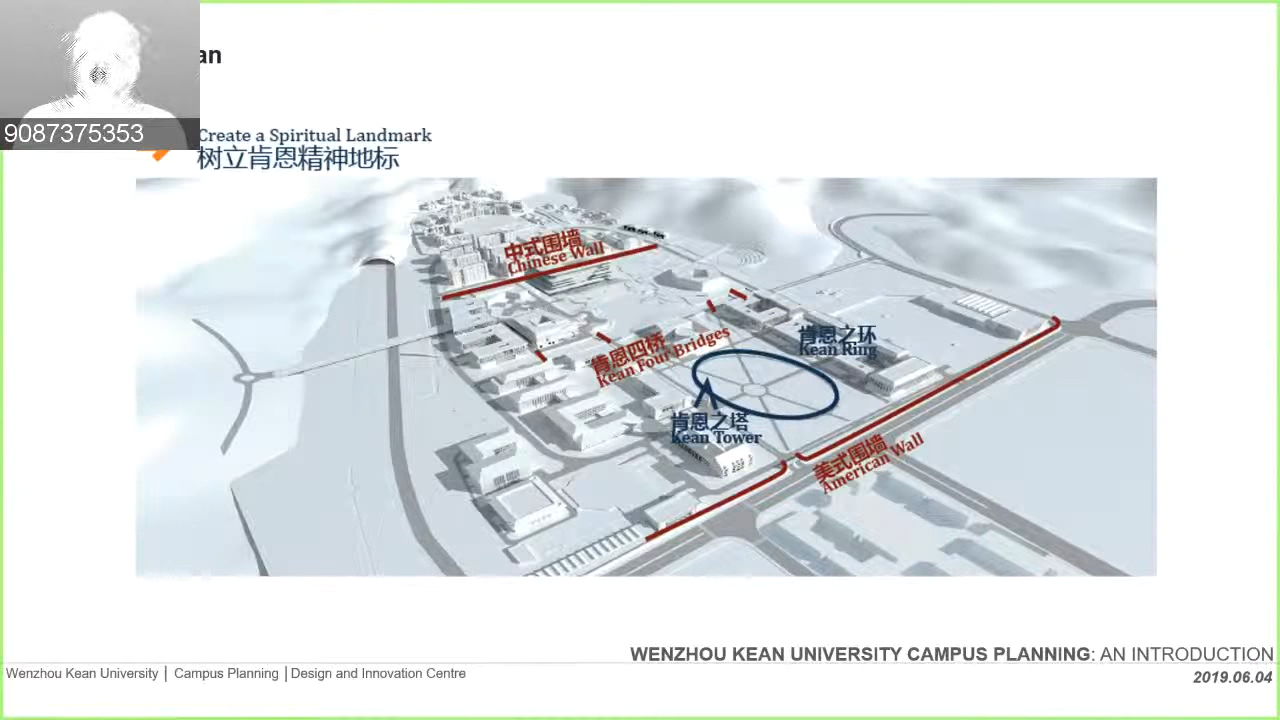 an
9087375353
Create a Spiritual Landmark
树立肯恩精神地标
中式围墙
Chinese Wall
肯恩四桥
Kean Four Bridges
肯恩之环
Kean Ring
肯恩之塔
Kean Tower
美式围墙
American Wall
WENZHOU KEAN UNIVERSITY CAMPUS PLANNING: AN INTRODUCTION
Wenzhou Kean University | Campus Planning | Design and Innovation Centre
2019.06.04